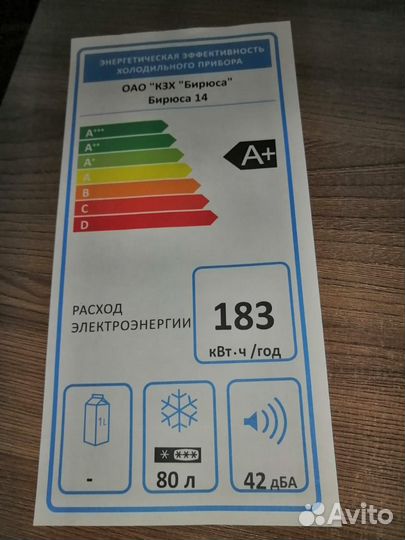 ЭНЕРГЕТИЧЕСКАЯ ЭФФЕКТИВНОСТЬ
ХОЛОДИЛЬНОГО ПРИБОРА
ОАО "КЗХ "Бирюса"
Бирюса 14
A+++
A++
A+
A
B
C
D
A+
РАСХОД
ЭЛЕКТРОЭНЕРГИИ
183
кВт·ч /год
1L
-
80 л
42 дБА
Avito